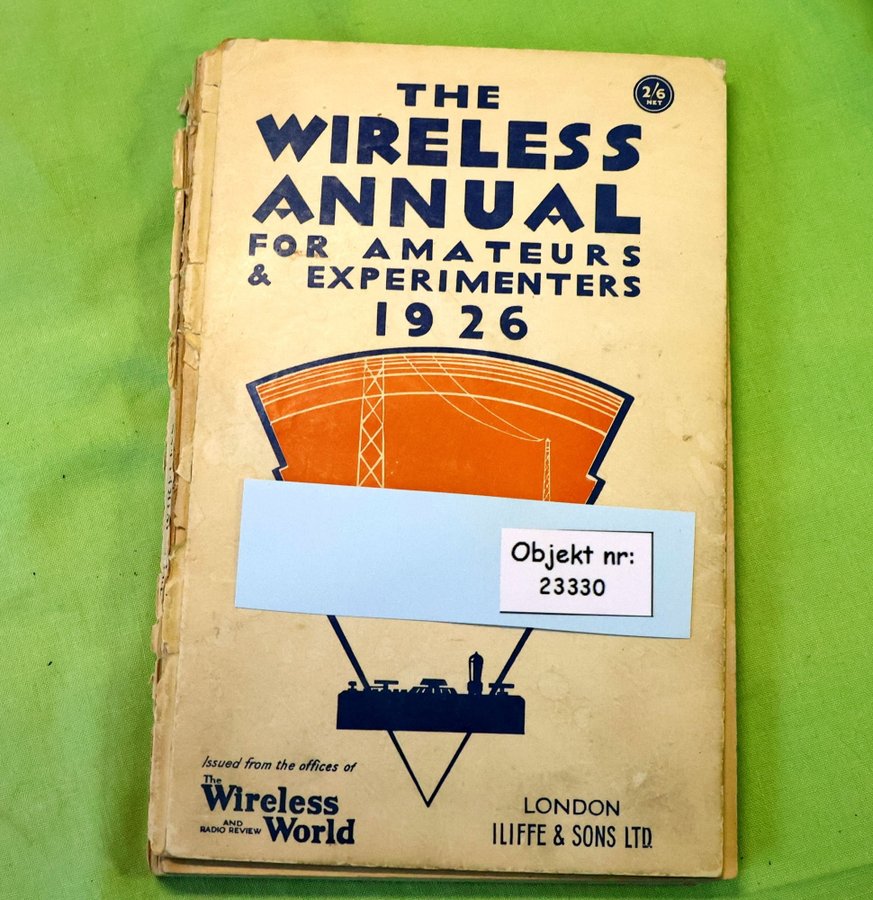 THE
2/6
NET
WIRELESS
ANNUAL
FOR AMATEURS
& EXPERIMENTERS
1926
Objekt nr:
23330
Issued from the offices of
The
Wireless
AND
RADIO REVIEW World
LONDON
ILIFFE & SONS LTD.